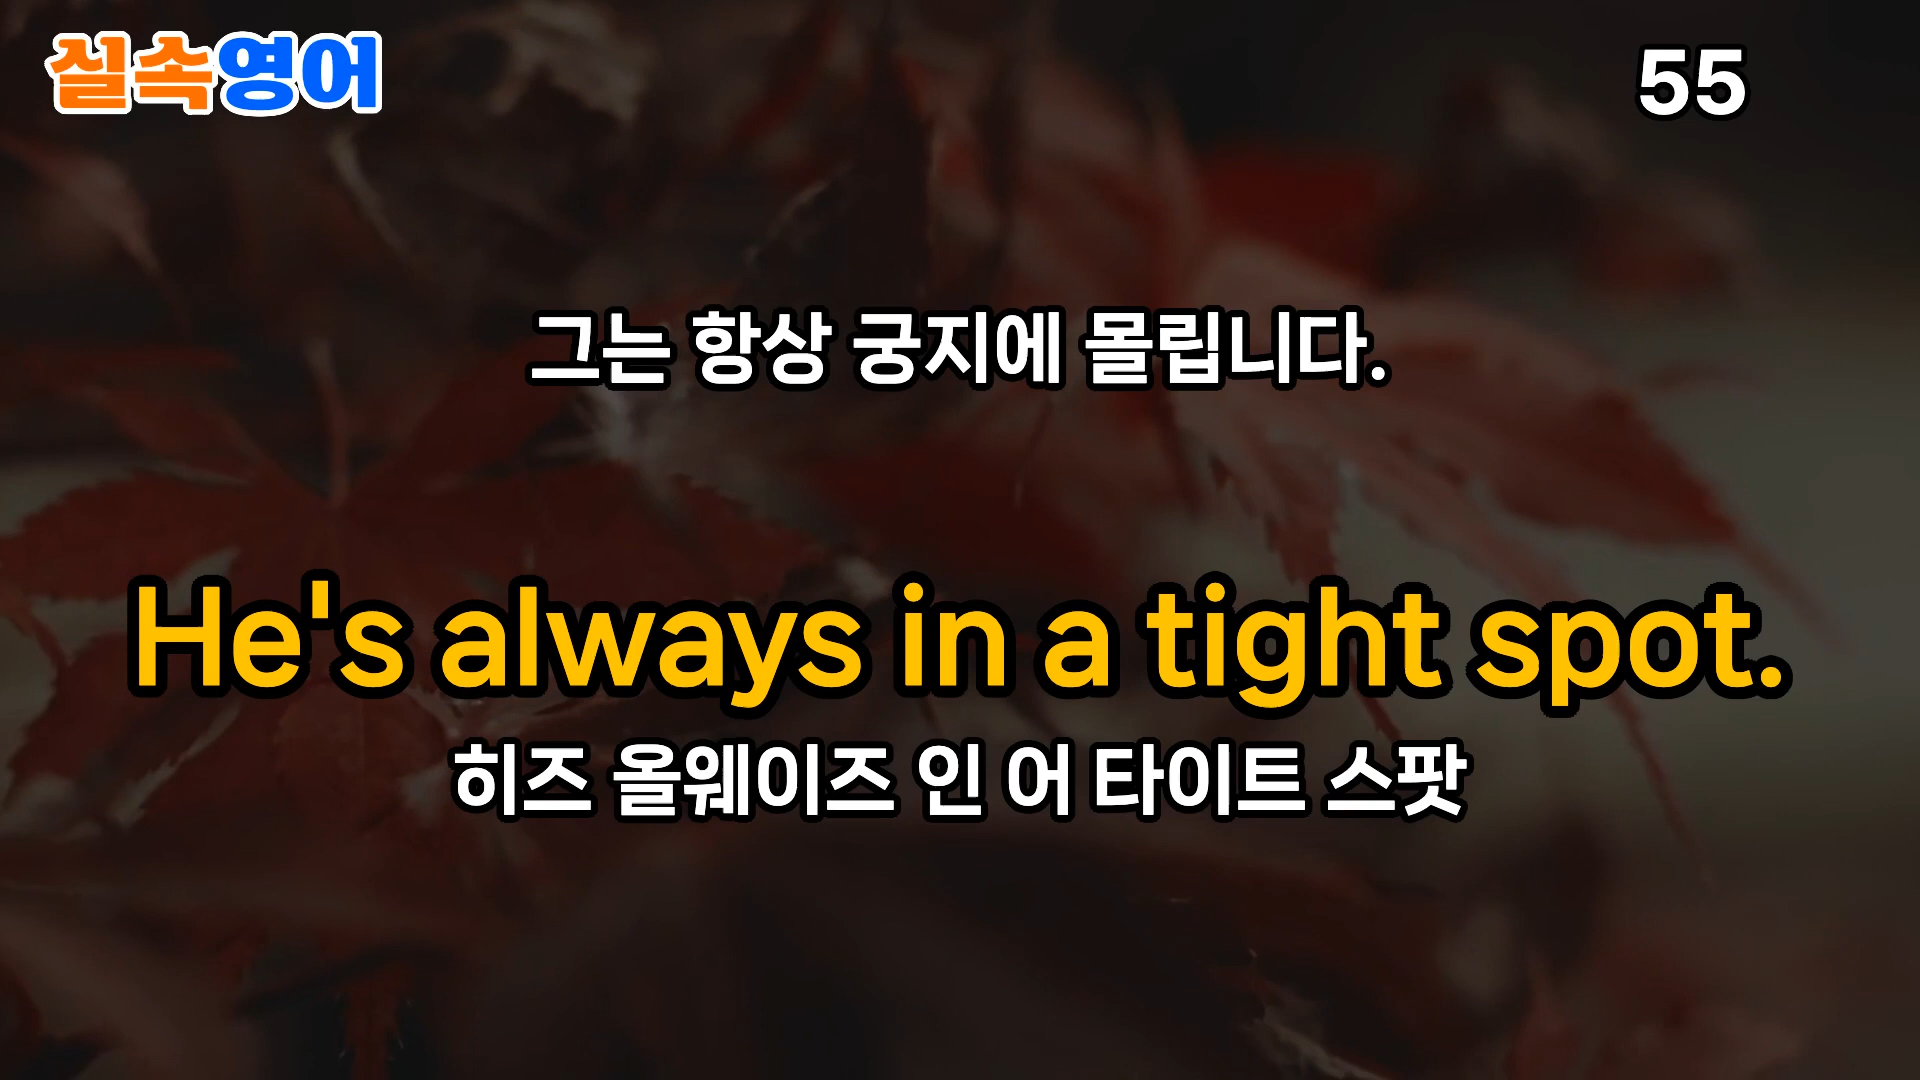 실속영어
55
그는 항상 궁지에 몰립니다.
He's always in a tight spot.
히즈 올웨이즈 인 어 타이트 스팟